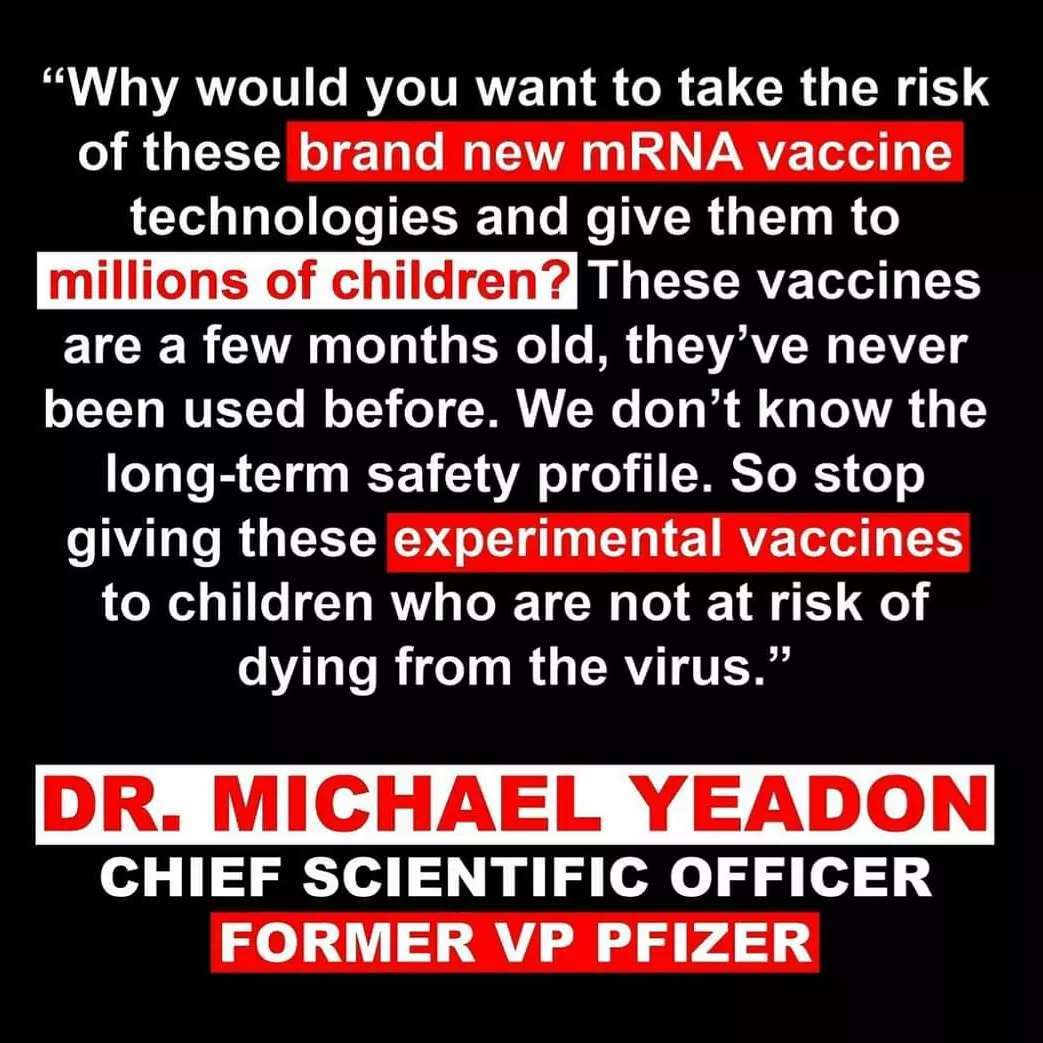 “Why would you want to take the risk
of these brand new mRNA vaccine
technologies and give them to
millions of children? These vaccines
are a few months old, they’ve never
been used before. We don’t know the
long-term safety profile. So stop
giving these experimental vaccines
to children who are not at risk of
dying from the virus.”
DR. MICHAEL YEADON
CHIEF SCIENTIFIC OFFICER
FORMER VP PFIZER